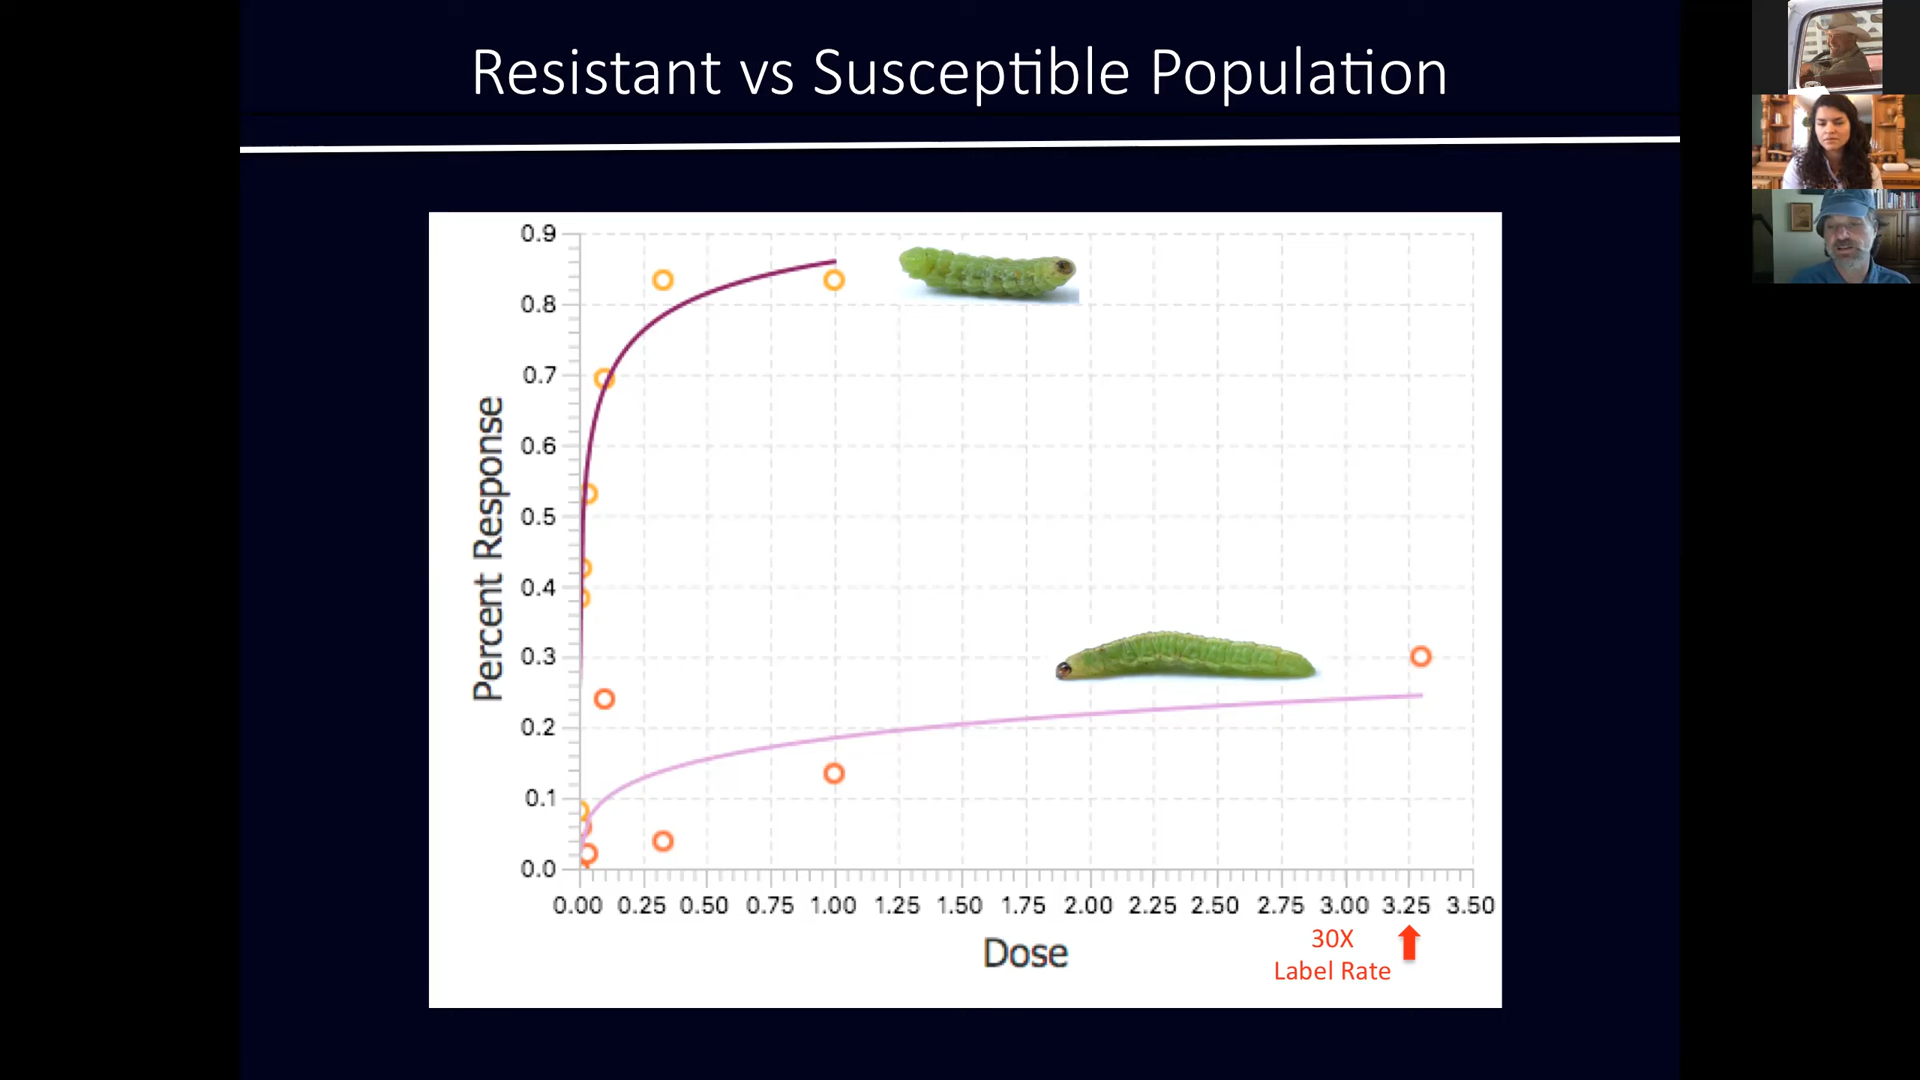 Resistant vs Susceptible Population
0.9
0.8
0.7
0.6
0.5
0.4
0.3
0.2
0.1
0.0
Percent Response
0.00 0.25 0.50 0.75 1.00 1.25 1.50 1.75 2.00 2.25 2.50 2.75 3.00 3.25 3.50
Dose
30X
Label Rate